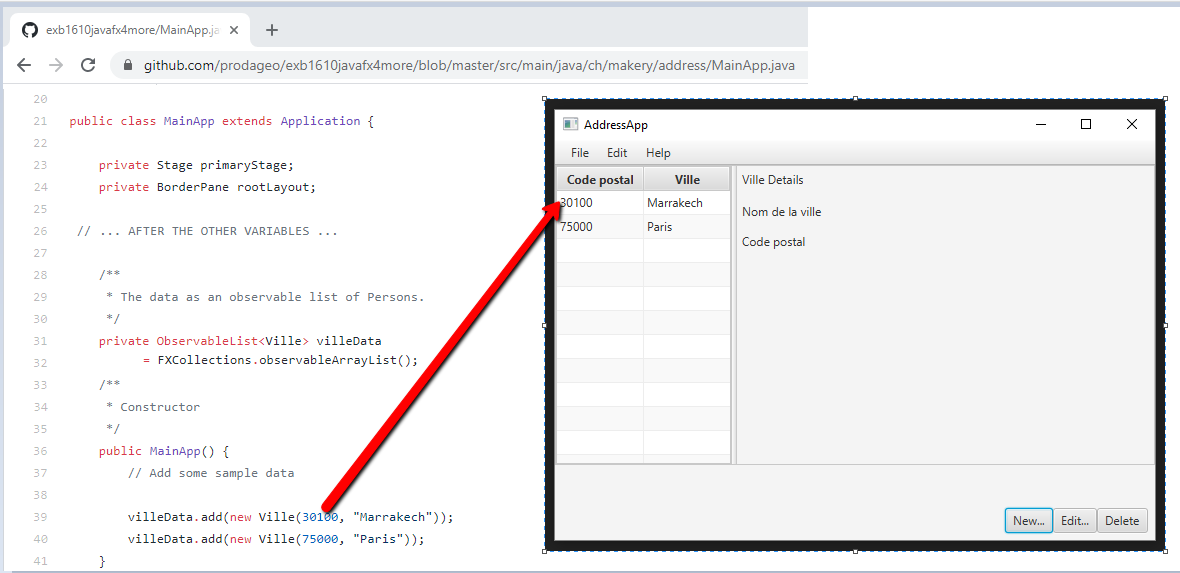 exb1610javafx4more/MainApp.ja
github.com/prodageo/exb1610javafx4more/blob/master/src/main/java/ch/makery/address/MainApp.java
20
21 public class MainApp extends Application {
22
23 private Stage primaryStage;
24 private BorderPane rootLayout;
25
26 // ... AFTER THE OTHER VARIABLES ...
27
28 /**
29 * The data as an observable list of Persons.
30 */
31 private ObservableList<Ville> villeData
32 = FXCollections.observableArrayList();
33 /**
34 * Constructor
35 */
36 public MainApp() {
37 // Add some sample data
38
39 villeData.add(new Ville(30100, "Marrakech"));
40 villeData.add(new Ville(75000, "Paris"));
41 }
AddressApp
File Edit Help
Code postal Ville
30100 Marrakech
75000 Paris
Ville Details
Nom de la ville
Code postal
New... Edit... Delete